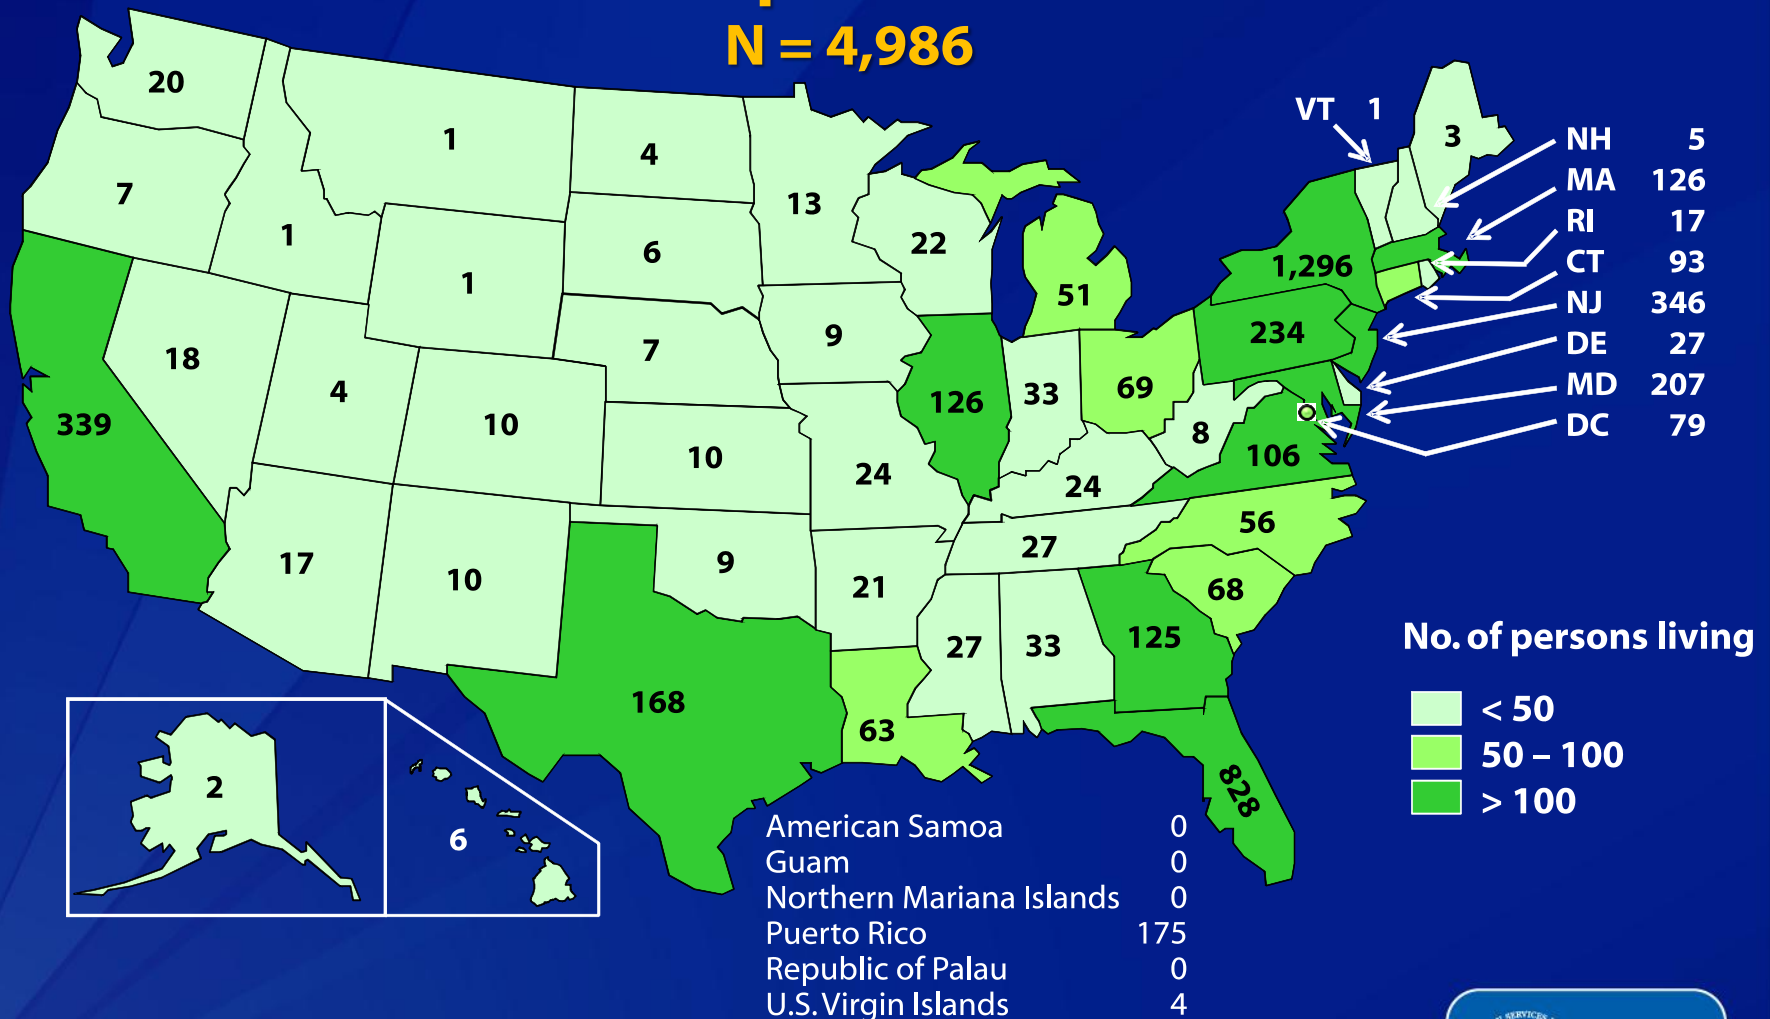 N = 4,986
20
1
4
VT 1
3
NH 5
7
13
MA 126
1
6
22
RI 17
1
1,296
CT 93
51
NJ 346
18
7
9
234
DE 27
4
69
MD 207
339
10
126
33
8
DC 79
10
24
24
106
17
10
9
21
27
56
68
27
33
125
No. of persons living
168
63
< 50
50 – 100
> 100
2
6
828
American Samoa 0
Guam 0
Northern Mariana Islands 0
Puerto Rico 175
Republic of Palau 0
U.S. Virgin Islands 4